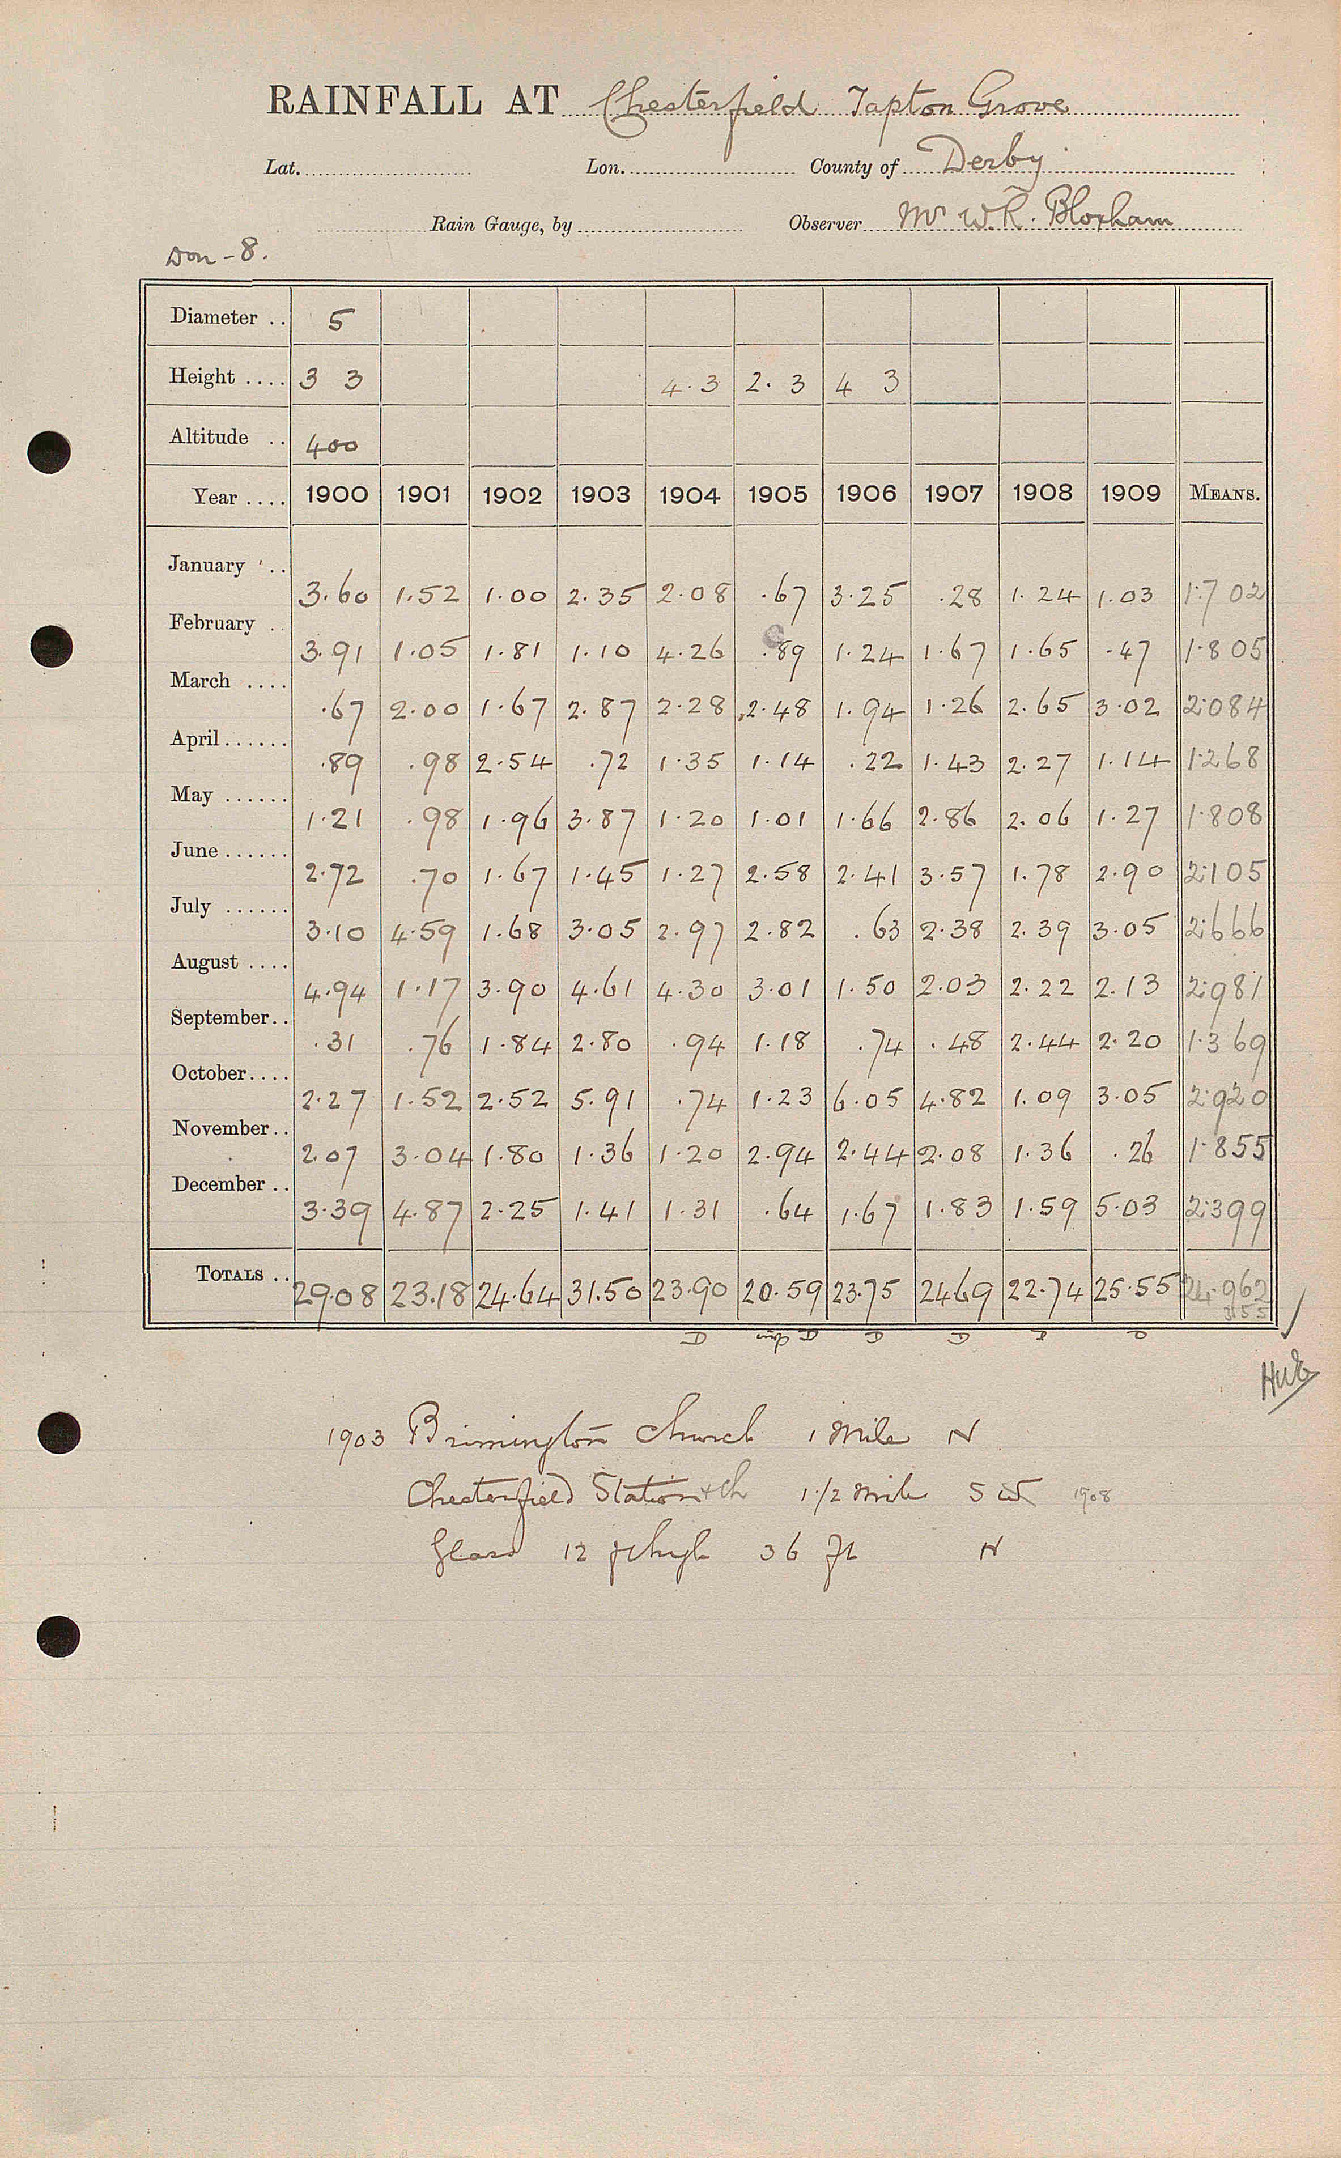 RAINFALL AT Chesterfield Tapton Grove
Lat. Lon. County of Derby
Rain Gauge, by Observer Mr W.R. Bloxham
Don - 8.
Diameter .. 5
Height .... 3 3 4.3 2.3 4 3
Altitude .. 400
Year .... 1900 1901 1902 1903 1904 1905 1906 1907 1908 1909 MEANS.
January .. 3.60 1.52 1.00 2.35 2.08 .67 3.25 .28 1.24 1.03 1.702
February .. 3.91 1.05 1.81 1.10 4.26 .89 1.24 1.67 1.65 .47 1.805
March .... .67 2.00 1.67 2.87 2.28 2.48 1.94 1.26 2.65 3.02 2.084
April ...... .89 .98 2.54 .72 1.35 1.14 .22 1.43 2.27 1.14 1.268
May ...... 1.21 .98 1.96 3.87 1.20 1.01 1.66 2.86 2.06 1.27 1.808
June ...... 2.72 .70 1.67 1.45 1.27 2.58 2.41 3.57 1.78 2.90 2.105
July ...... 3.10 4.59 1.68 3.05 2.97 2.82 .63 2.38 2.39 3.05 2.666
August .... 4.94 1.17 3.90 4.61 4.30 3.01 1.50 2.03 2.22 2.13 2.981
September.. .31 .76 1.84 2.80 .94 1.18 .74 .48 2.44 2.20 1.369
October.... 2.27 1.52 2.52 5.91 .74 1.23 6.05 4.82 1.09 3.05 2.920
November.. 2.07 3.04 1.80 1.36 1.20 2.94 2.44 2.08 1.36 .26 1.855
December .. 3.39 4.87 2.25 1.41 1.31 .64 1.67 1.83 1.59 5.03 2.399
TOTALS .. 29.08 23.18 24.64 31.50 23.90 20.59 23.75 24.69 22.74 25.55 24.962
1903 Brimington Church 1 mile N
Chesterfield Station + Ch 1 1/2 mile SW 1908
Glass 12 ft high 36 ft N